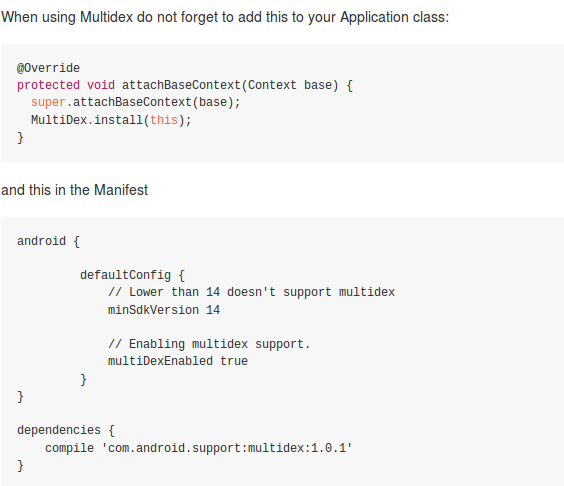 When using Multidex do not forget to add this to your Application class:
@Override
protected void attachBaseContext(Context base) {
  super.attachBaseContext(base);
  MultiDex.install(this);
}
and this in the Manifest
android {
         defaultConfig {
             // Lower than 14 doesn't support multidex
             minSdkVersion 14
             // Enabling multidex support.
             multiDexEnabled true
         }
}
dependencies {
    compile 'com.android.support:multidex:1.0.1'
}